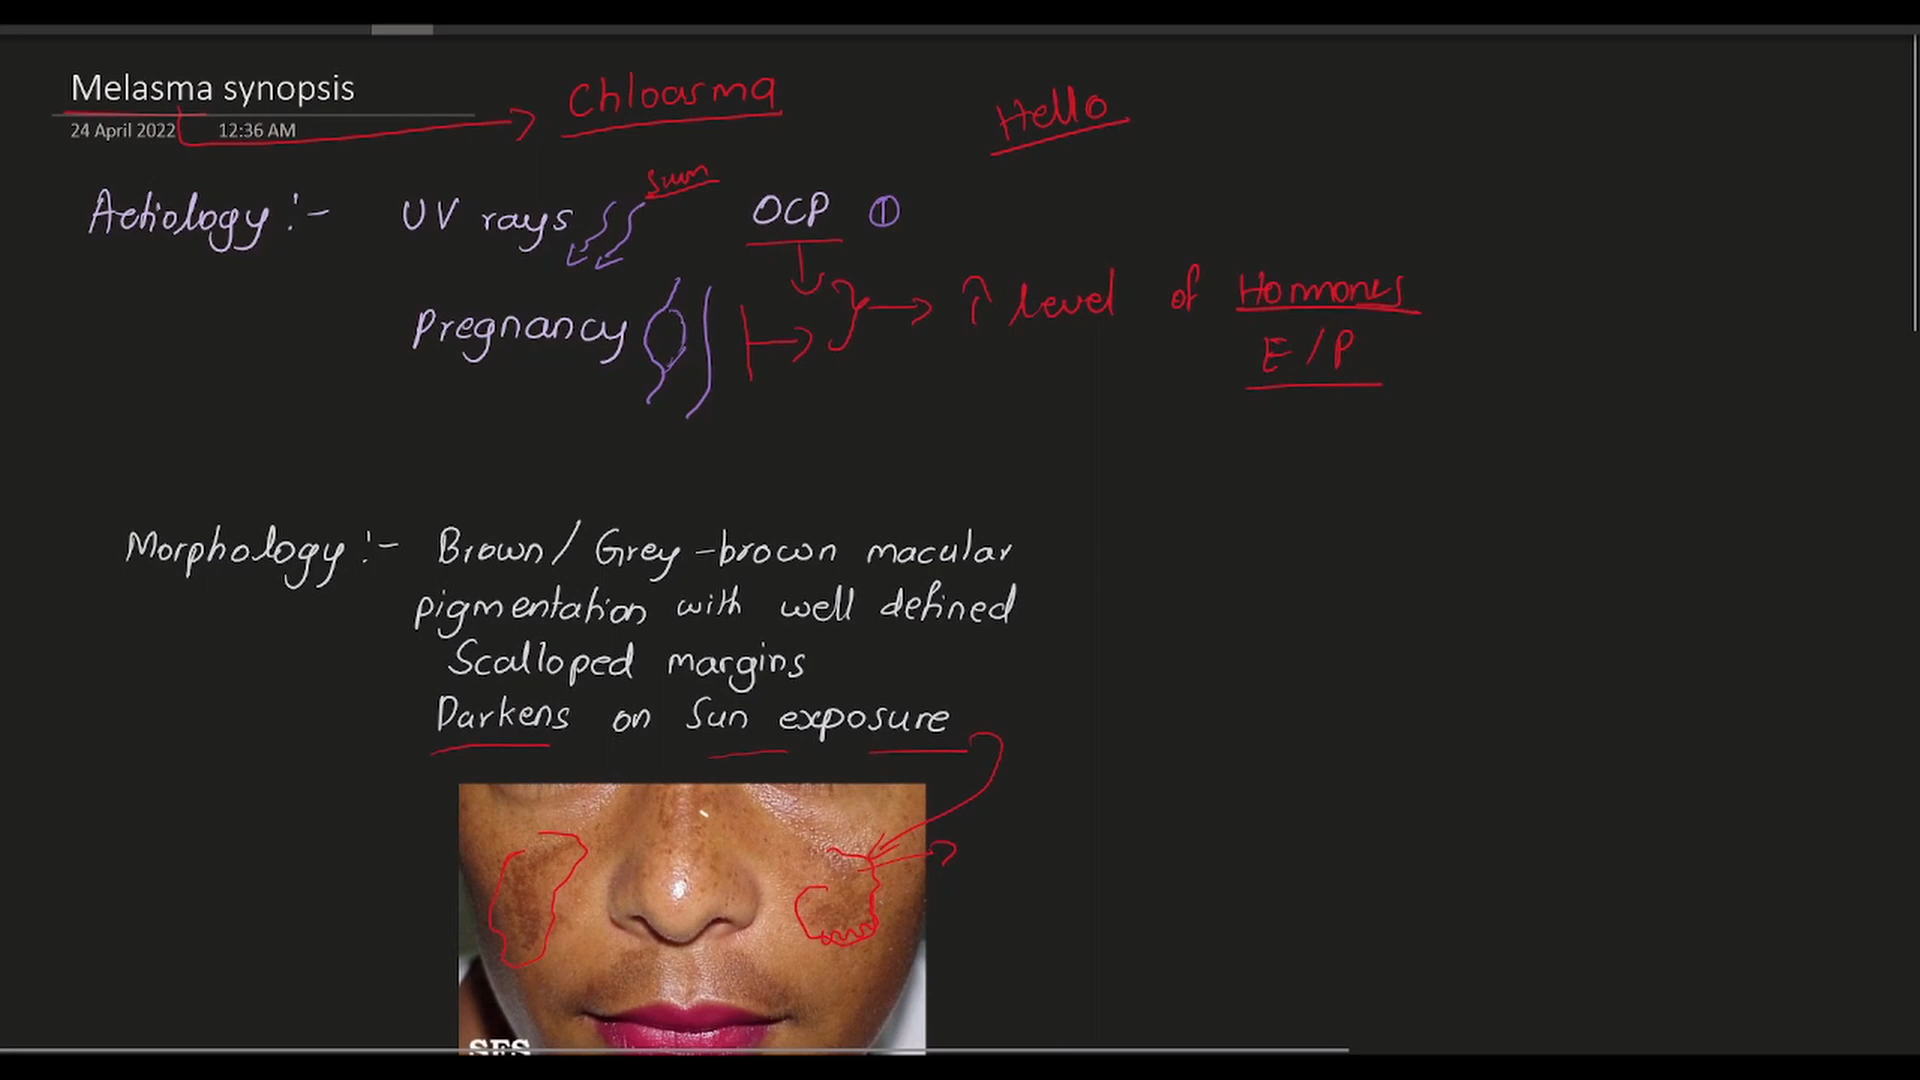 Melasma synopsis
Chloasma
Hello
24 April 2022 12:36 AM
Sun
Aetiology :- UV rays OCP ①
Pregnancy → ↑ level of Hormones
E/P
Morphology :- Brown/Grey-brown macular
pigmentation with well defined
Scalloped margins
Darkens on Sun exposure
SFS